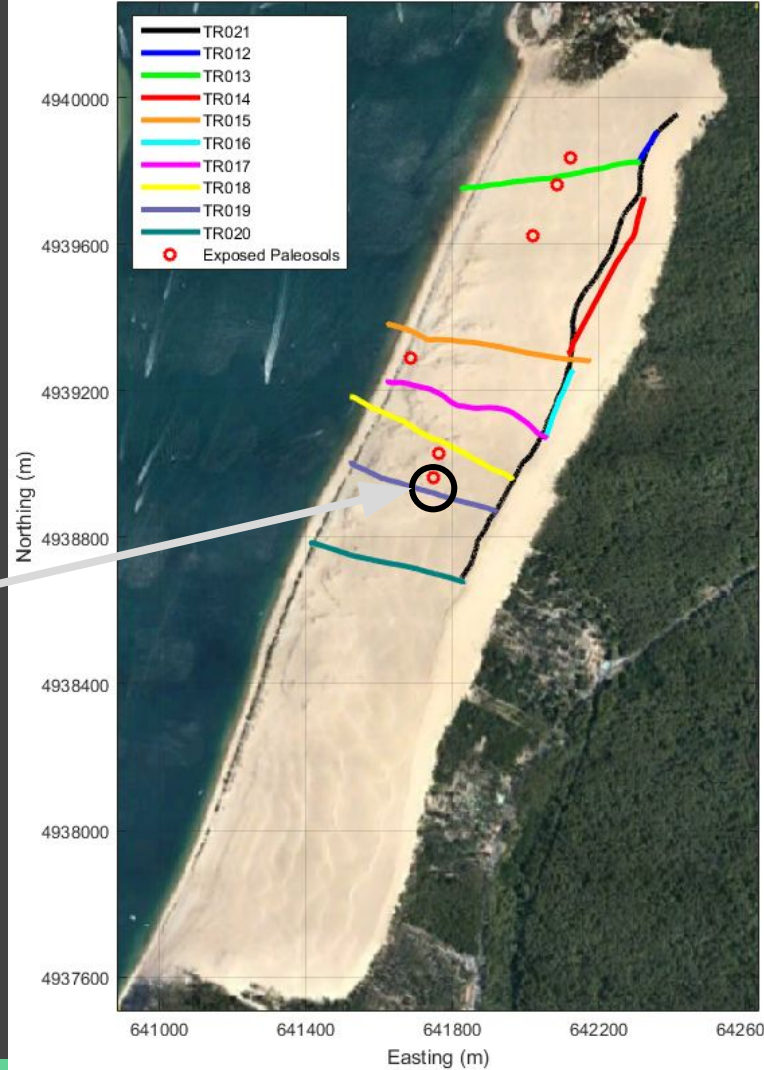 TR021
TR012
TR013
TR014
TR015
TR016
TR017
TR018
TR019
TR020
Exposed Paleosols
4940000
4939600
4939200
4938800
4938400
4938000
4937600
Northing (m)
641000 641400 641800 642200 64260
Easting (m)